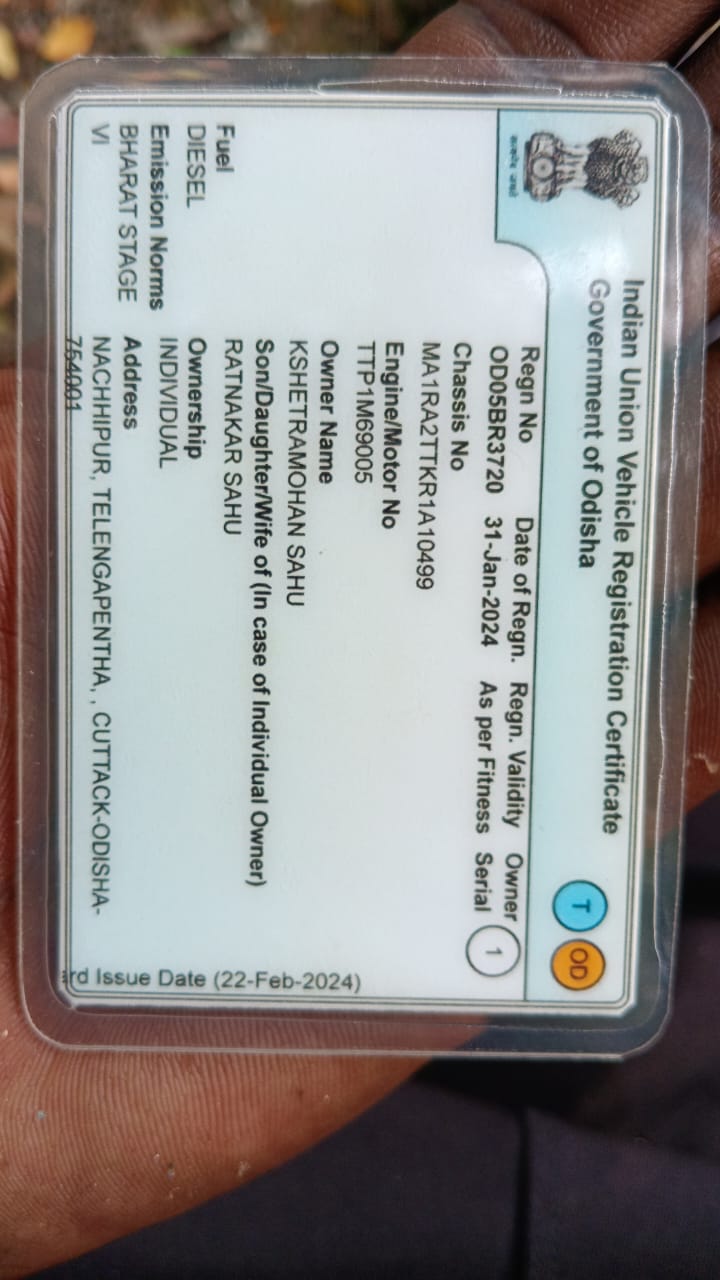 Indian Union Vehicle Registration Certificate
Government of Odisha
T OD
सत्यमेव जयते
Regn No Date of Regn. Regn. Validity Owner
OD05BR3720 31-Jan-2024 As per Fitness Serial 1
Chassis No
MA1RA2TTKR1A10499
Engine/Motor No
TTP1M69005
Owner Name
KSHETRAMOHAN SAHU
Son/Daughter/Wife of (In case of Individual Owner)
RATNAKAR SAHU
Fuel
DIESEL
Emission Norms
BHARAT STAGE
VI
Ownership
INDIVIDUAL
Address
NACHHIPUR, TELENGAPENTHA, , CUTTACK-ODISHA-
754001
rd Issue Date (22-Feb-2024)